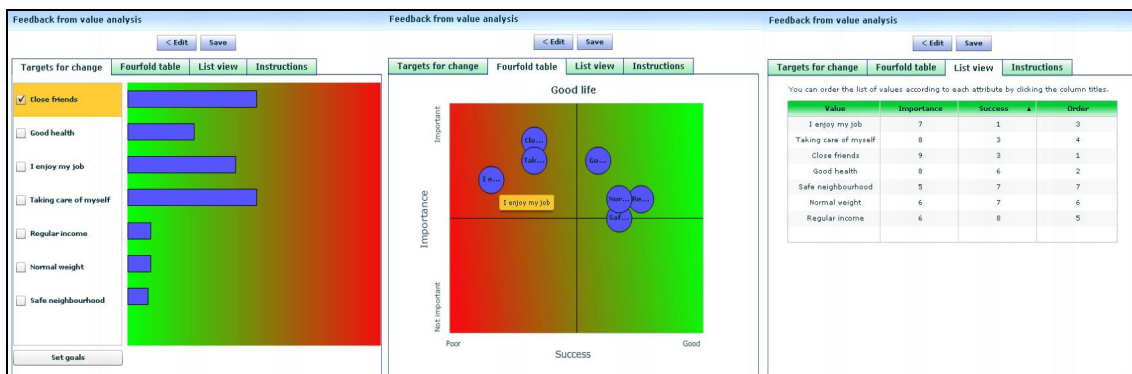 Feedback from value analysis
< Edit Save
Targets for change Fourfold table List view Instructions
Close friends
Good health
I enjoy my job
Taking care of myself
Regular income
Normal weight
Safe neighbourhood
Set goals
Feedback from value analysis
< Edit Save
Targets for change Fourfold table List view Instructions
Good life
Important
Importance
Not important
Clo...
Tak...
Go...
I e...
I enjoy my job
Nor... Re...
Saf...
Poor Good
Success
Feedback from value analysis
< Edit Save
Targets for change Fourfold table List view Instructions
You can order the list of values according to each attribute by clicking the column titles.
Value Importance Success ▲ Order
I enjoy my job 7 1 3
Taking care of myself 8 3 4
Close friends 9 3 1
Good health 8 6 2
Safe neighbourhood 5 7 7
Normal weight 6 7 6
Regular income 6 8 5